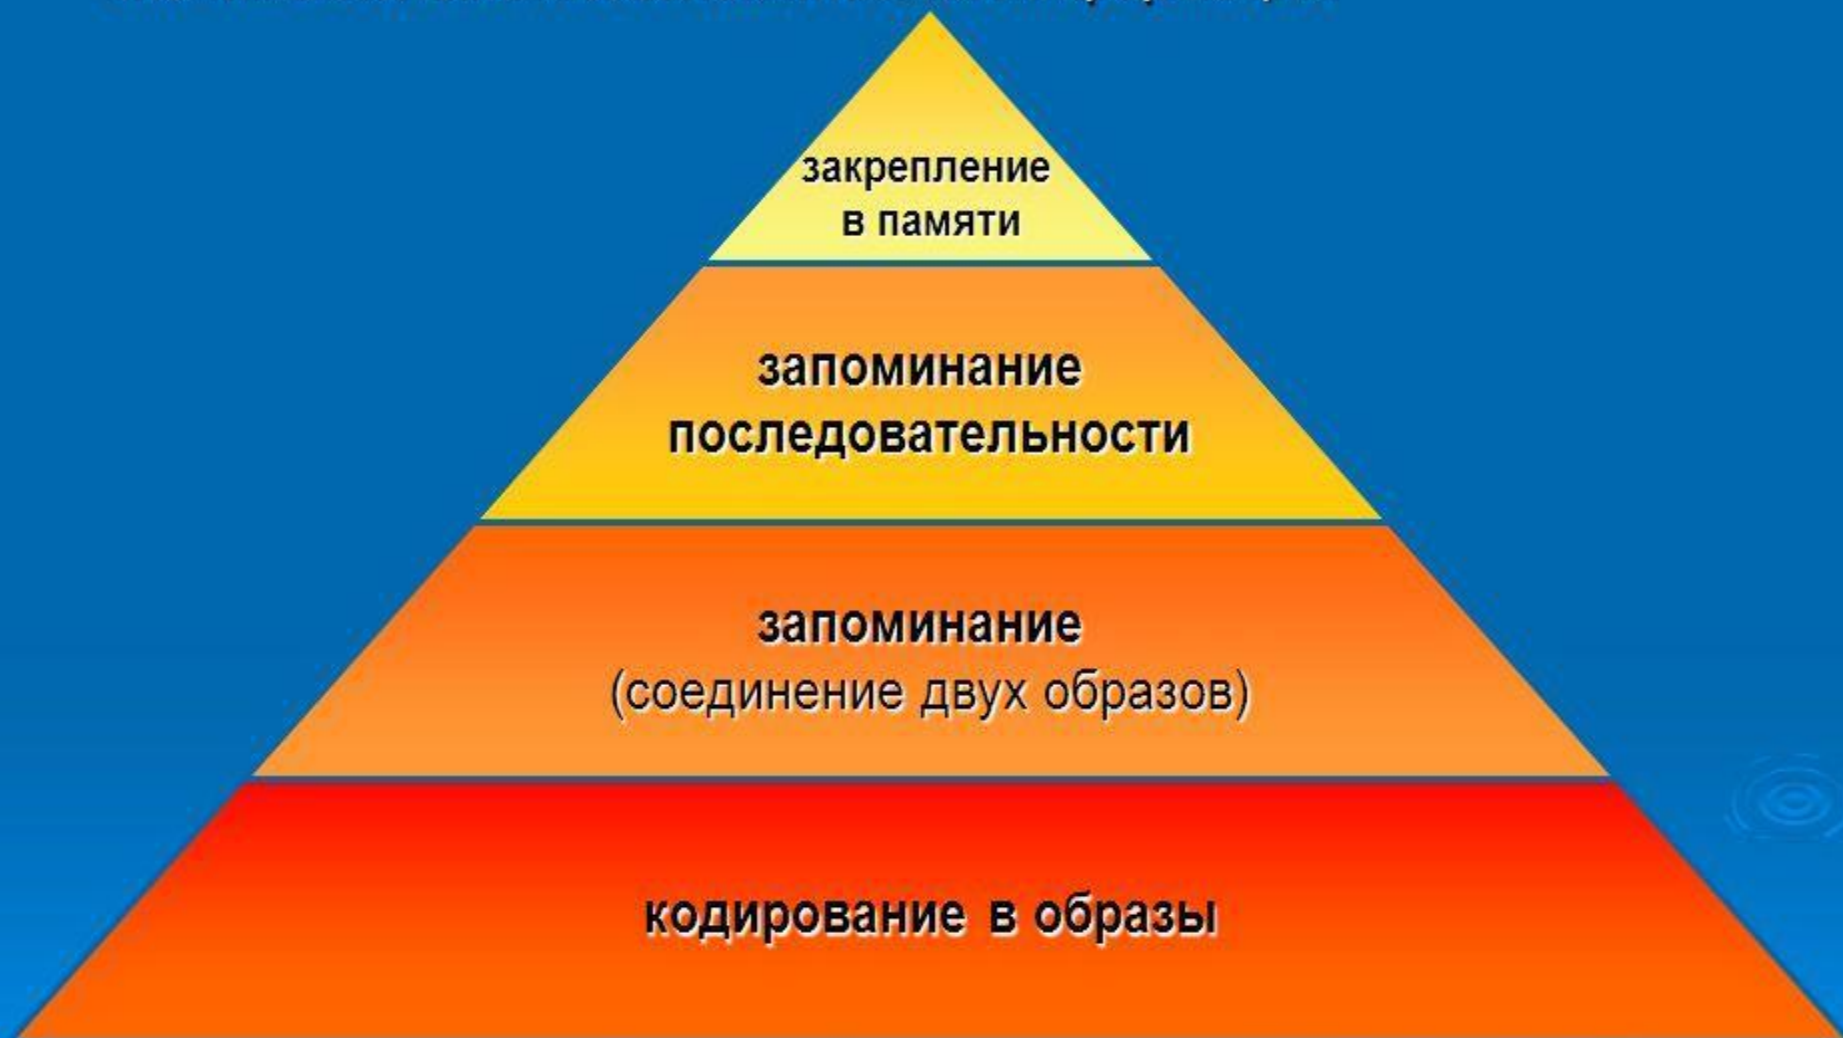 закрепление
в памяти
запоминание
последовательности
запоминание
(соединение двух образов)
кодирование в образы